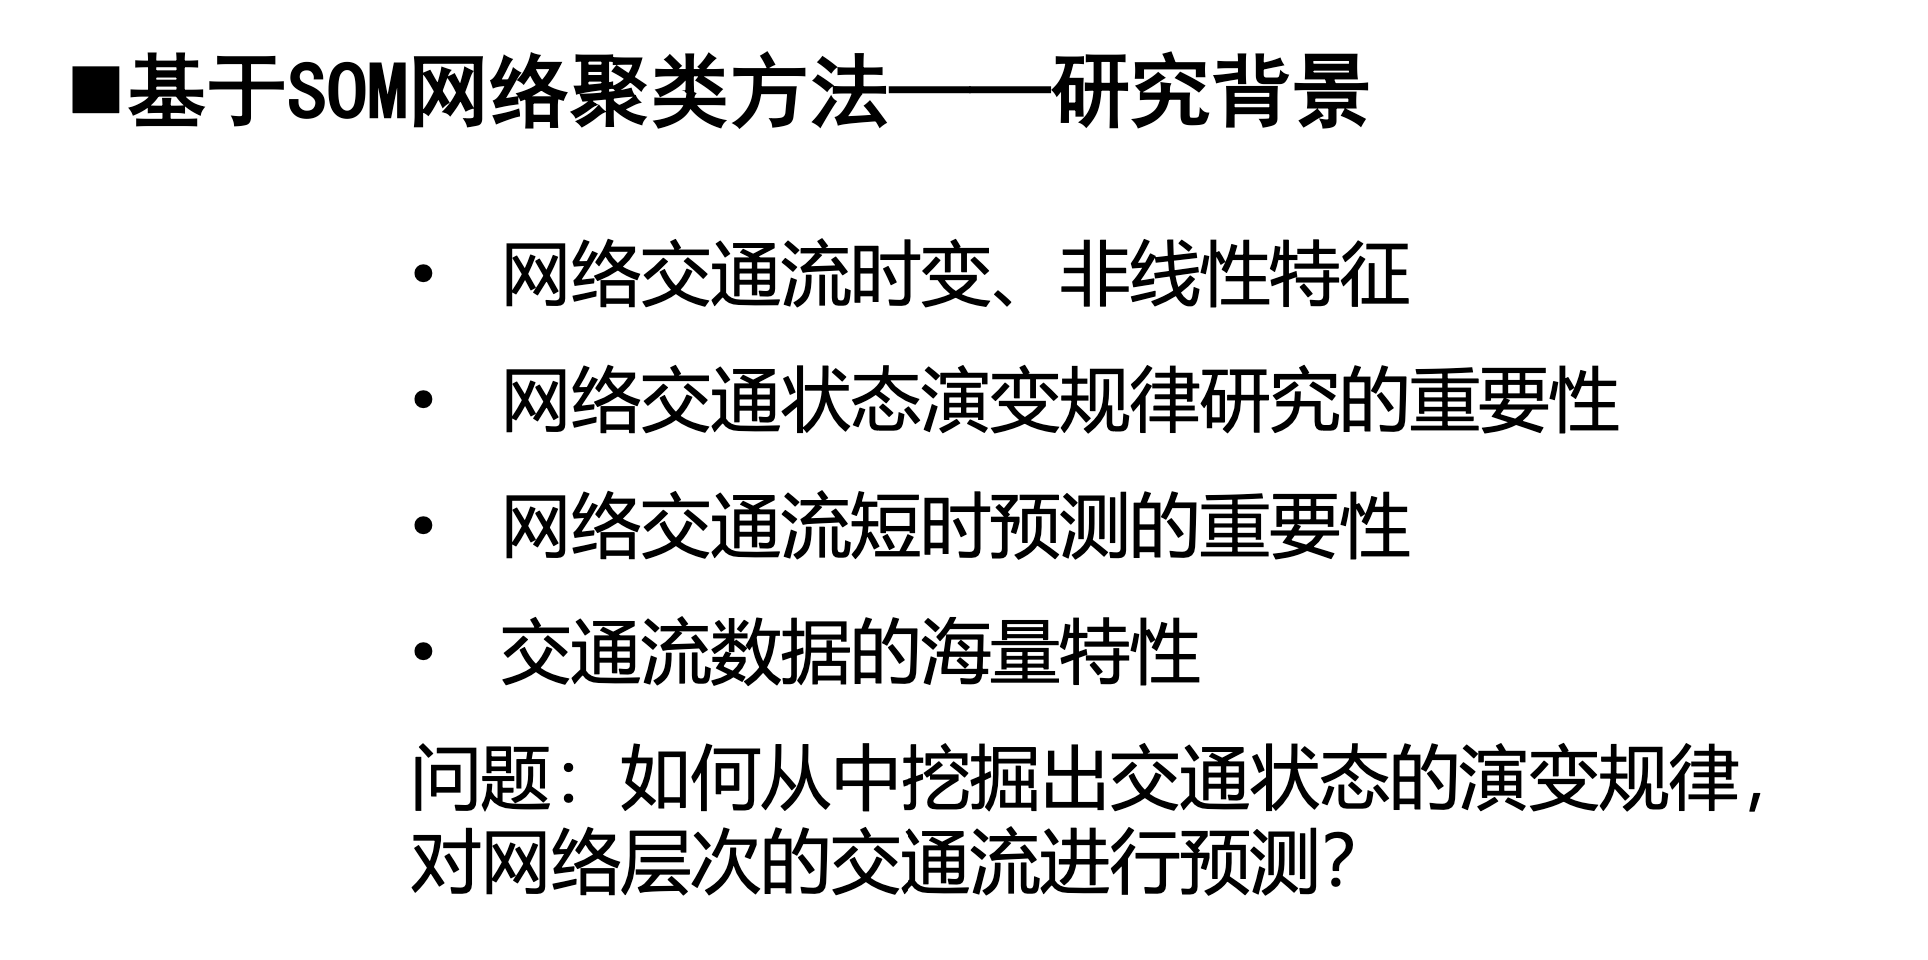 ■基于SOM网络聚类方法——研究背景
• 网络交通流时变、非线性特征
• 网络交通状态演变规律研究的重要性
• 网络交通流短时预测的重要性
• 交通流数据的海量特性
问题：如何从中挖掘出交通状态的演变规律，
对网络层次的交通流进行预测？